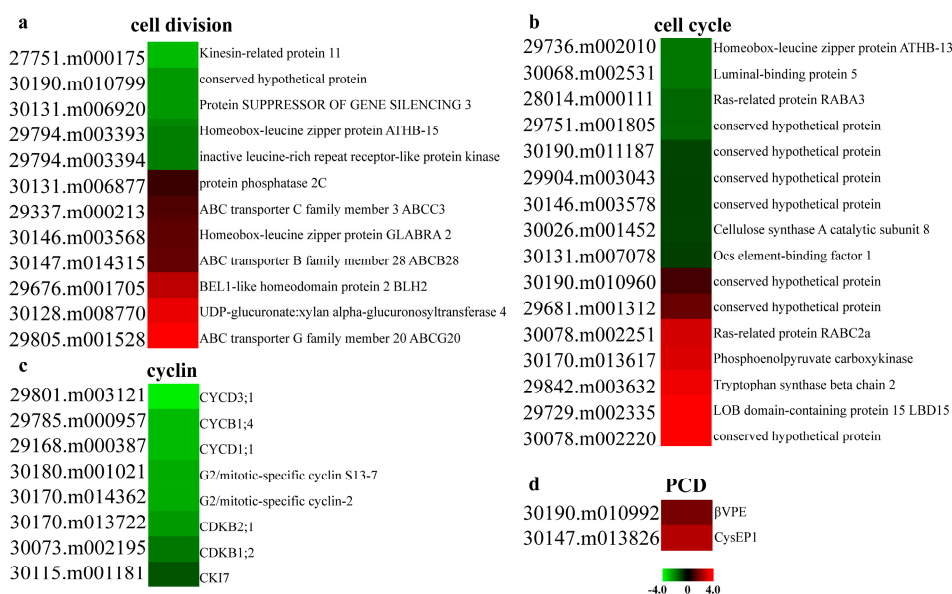 a
cell division
27751.m000175 Kinesin-related protein 11
30190.m010799 conserved hypothetical protein
30131.m006920 Protein SUPPRESSOR OF GENE SILENCING 3
29794.m003393 Homeobox-leucine zipper protein ATHB-15
29794.m003394 inactive leucine-rich repeat receptor-like protein kinase
30131.m006877 protein phosphatase 2C
29337.m000213 ABC transporter C family member 3 ABCC3
30146.m003568 Homeobox-leucine zipper protein GLABRA 2
30147.m014315 ABC transporter B family member 28 ABCB28
29676.m001705 BEL1-like homeodomain protein 2 BLH2
30128.m008770 UDP-glucuronate:xylan alpha-glucuronosyltransferase 4
29805.m001528 ABC transporter G family member 20 ABCG20
b
cell cycle
29736.m002010 Homeobox-leucine zipper protein ATHB-13
30068.m002531 Luminal-binding protein 5
28014.m000111 Ras-related protein RABA3
29751.m001805 conserved hypothetical protein
30190.m011187 conserved hypothetical protein
29904.m003043 conserved hypothetical protein
30146.m003578 conserved hypothetical protein
30026.m001452 Cellulose synthase A catalytic subunit 8
30131.m007078 Ocs element-binding factor 1
30190.m010960 conserved hypothetical protein
29681.m001312 conserved hypothetical protein
30078.m002251 Ras-related protein RABC2a
30170.m013617 Phosphoenolpyruvate carboxykinase
29842.m003632 Tryptophan synthase beta chain 2
29729.m002335 LOB domain-containing protein 15 LBD15
30078.m002220 conserved hypothetical protein
c
cyclin
29801.m003121 CYCD3;1
29785.m000957 CYCB1;4
29168.m000387 CYCD1;1
30180.m001021 G2/mitotic-specific cyclin S13-7
30170.m014362 G2/mitotic-specific cyclin-2
30170.m013722 CDKB2;1
30073.m002195 CDKB1;2
30115.m001181 CKI7
d
PCD
30190.m010992 βVPE
30147.m013826 CysEP1
-4.0 0 4.0